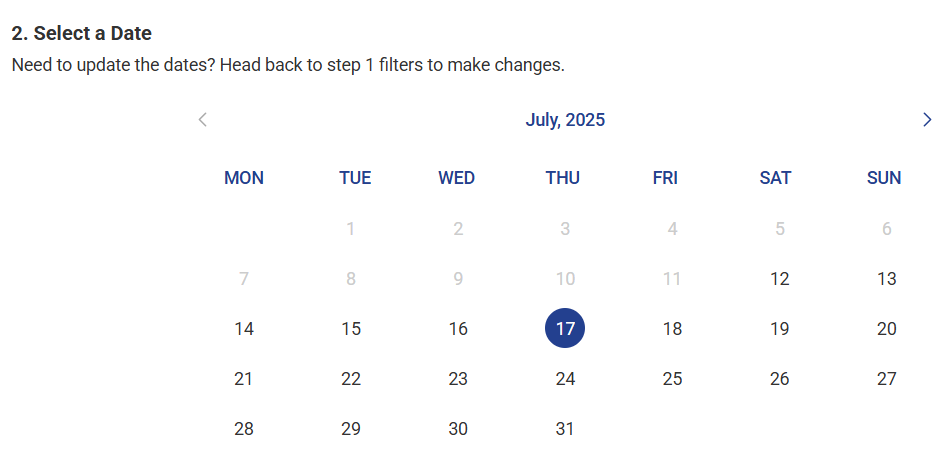 2. Select a Date
Need to update the dates? Head back to step 1 filters to make changes.
July, 2025
MON TUE WED THU FRI SAT SUN
1 2 3 4 5 6
7 8 9 10 11 12 13
14 15 16 17 18 19 20
21 22 23 24 25 26 27
28 29 30 31